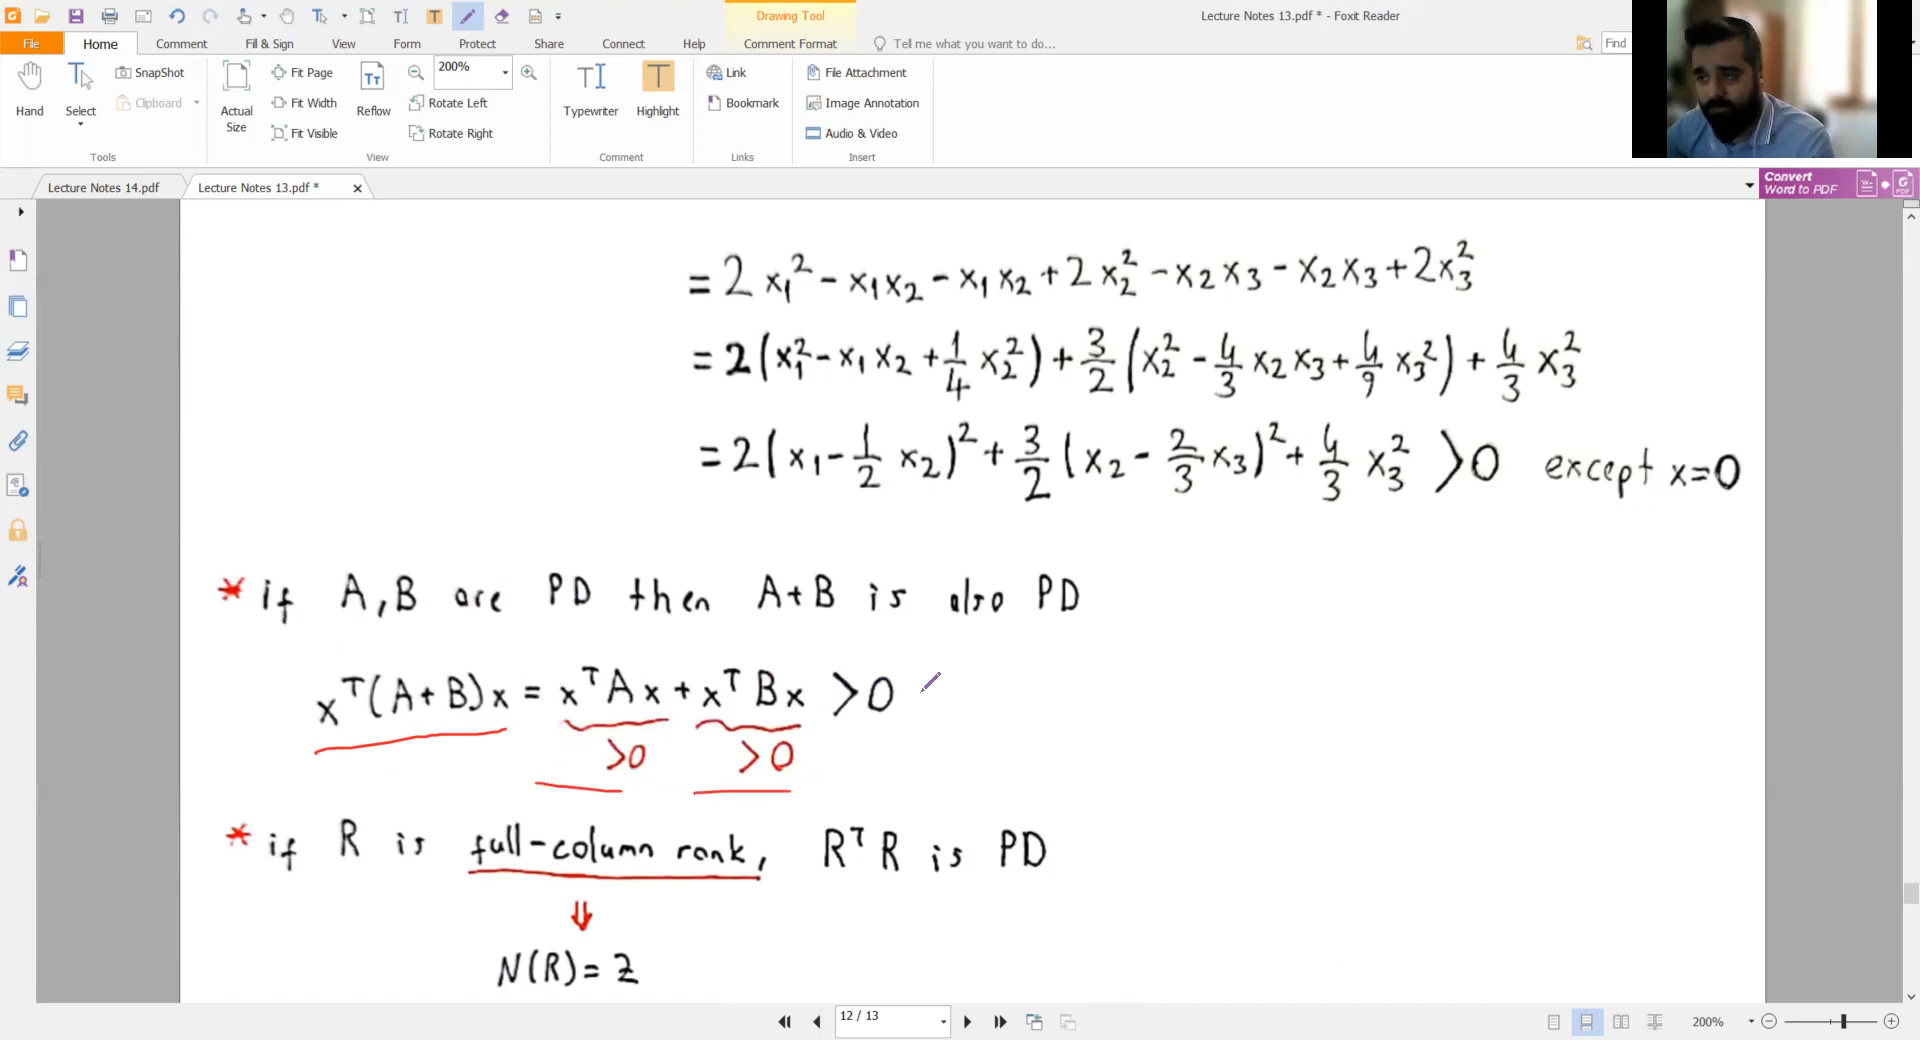 Drawing Tool
Lecture Notes 13.pdf * - Foxit Reader
File Home Comment Fill & Sign View Form Protect Share Connect Help Comment Format Tell me what you want to do... Find
Hand
Select
SnapShot
Clipboard
Tools
Actual Size
Fit Page
Fit Width
Fit Visible
Reflow
200%
Rotate Left
Rotate Right
View
Typewriter
Highlight
Comment
Link
Bookmark
Links
File Attachment
Image Annotation
Audio & Video
Insert
Lecture Notes 14.pdf Lecture Notes 13.pdf *
Convert
Word to PDF
= 2 x₁² - x₁x₂ - x₁x₂ + 2x₂² - x₂x₃ - x₂x₃ + 2x₃²
= 2(x₁² - x₁x₂ + 1/4 x₂²) + 3/2 (x₂² - 4/3 x₂x₃ + 4/9 x₃²) + 4/3 x₃²
= 2(x₁ - 1/2 x₂)² + 3/2 (x₂ - 2/3 x₃)² + 4/3 x₃² > 0 except x=0
* if A, B are PD then A+B is also PD
xᵀ(A+B)x = xᵀAx + xᵀBx > 0
>0 >0
* if R is full-column rank, RᵀR is PD
⇓
N(R) = Z
12 / 13
200%